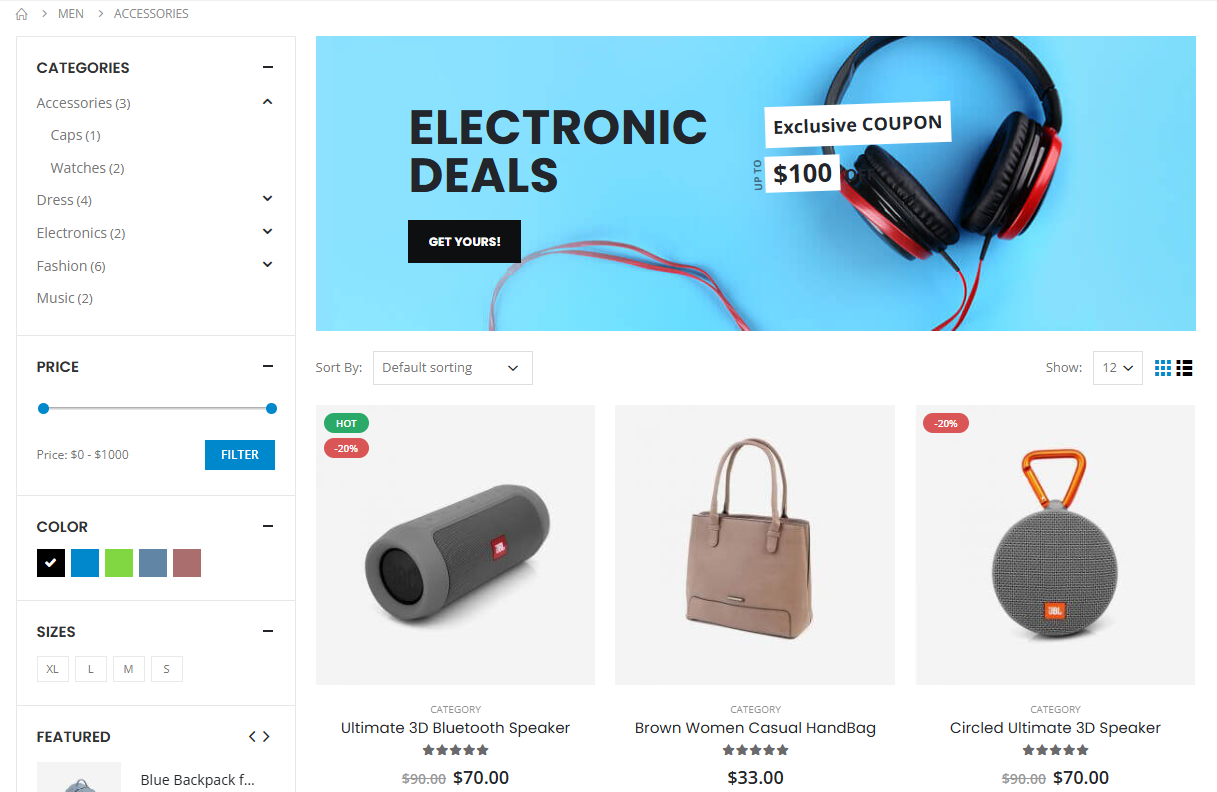 MEN
ACCESSORIES
CATEGORIES
Accessories (3)
Caps (1)
Watches (2)
Dress (4)
Electronics (2)
Fashion (6)
Music (2)
PRICE
Price: $0 - $1000
FILTER
COLOR
SIZES
XL
L
M
S
FEATURED
Blue Backpack f...
ELECTRONIC
DEALS
GET YOURS!
Exclusive COUPON
UP TO
$100
OFF
Sort By:
Default sorting
Show:
12
HOT
-20%
JBL
CATEGORY
Ultimate 3D Bluetooth Speaker
$90.00 $70.00
CATEGORY
Brown Women Casual HandBag
$33.00
-20%
JBL
CATEGORY
Circled Ultimate 3D Speaker
$90.00 $70.00